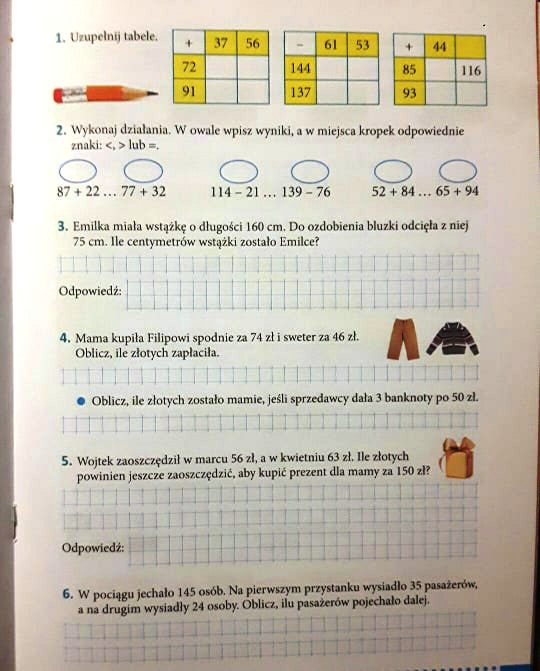 1. Uzupełnij tabele.
+ 37 56
72
91
– 61 53
144
137
+ 44
85 116
93
2. Wykonaj działania. W owale wpisz wyniki, a w miejsca kropek odpowiednie
znaki: <, > lub =.
87 + 22 ... 77 + 32 114 – 21 ... 139 – 76 52 + 84 ... 65 + 94
3. Emilka miała wstążkę o długości 160 cm. Do ozdobienia bluzki odcięła z niej
75 cm. Ile centymetrów wstążki zostało Emilce?
Odpowiedź:
4. Mama kupiła Filipowi spodnie za 74 zł i sweter za 46 zł.
Oblicz, ile złotych zapłaciła.
● Oblicz, ile złotych zostało mamie, jeśli sprzedawcy dała 3 banknoty po 50 zł.
5. Wojtek zaoszczędził w marcu 56 zł, a w kwietniu 63 zł. Ile złotych
powinien jeszcze zaoszczędzić, aby kupić prezent dla mamy za 150 zł?
Odpowiedź:
6. W pociągu jechało 145 osób. Na pierwszym przystanku wysiadło 35 pasażerów,
a na drugim wysiadły 24 osoby. Oblicz, ilu pasażerów pojechało dalej.